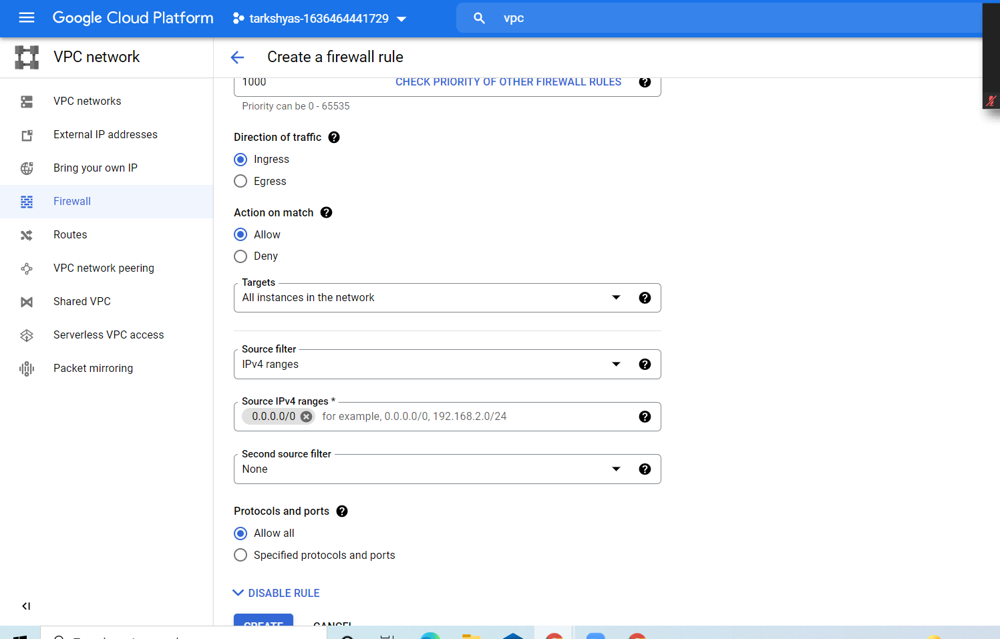 Google Cloud Platform
tarkshyas-1636464441729
vpc
VPC network
Create a firewall rule
1000
CHECK PRIORITY OF OTHER FIREWALL RULES
Priority can be 0 - 65535
VPC networks
External IP addresses
Bring your own IP
Firewall
Routes
VPC network peering
Shared VPC
Serverless VPC access
Packet mirroring
Direction of traffic
Ingress
Egress
Action on match
Allow
Deny
Targets
All instances in the network
Source filter
IPv4 ranges
Source IPv4 ranges *
0.0.0.0/0 for example, 0.0.0.0/0, 192.168.2.0/24
Second source filter
None
Protocols and ports
Allow all
Specified protocols and ports
DISABLE RULE
CREATE
CANCEL